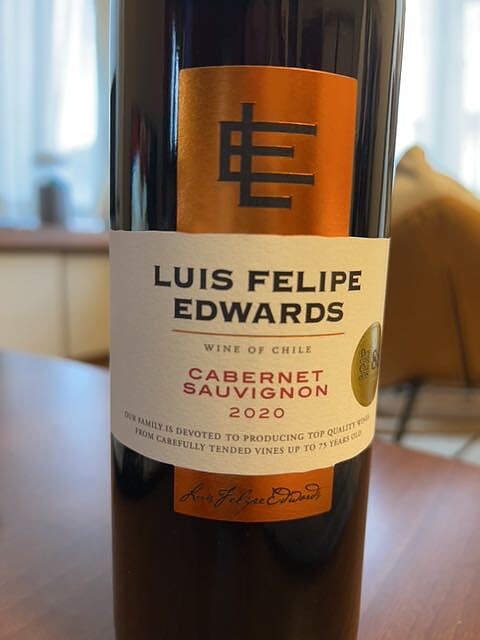 LE
LUIS FELIPE
EDWARDS
WINE OF CHILE
CABERNET
SAUVIGNON
2020
OUR FAMILY IS DEVOTED TO PRODUCING TOP QUALITY WINES
FROM CAREFULLY TENDED VINES UP TO 75 YEARS OLD
Luis Felipe Edwards